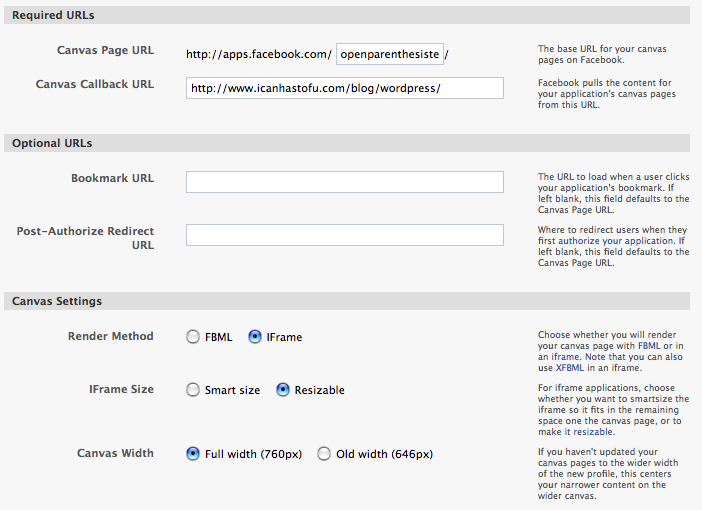 Required URLs
Canvas Page URL
http://apps.facebook.com/ openparenthesiste /
The base URL for your canvas
pages on Facebook.
Canvas Callback URL
http://www.icanhastofu.com/blog/wordpress/
Facebook pulls the content for
your application's canvas pages
from this URL.
Optional URLs
Bookmark URL
The URL to load when a user clicks
your application's bookmark. If
left blank, this field defaults to the
Canvas Page URL.
Post-Authorize Redirect
URL
Where to redirect users when they
first authorize your application. If
left blank, this field defaults to the
Canvas Page URL.
Canvas Settings
Render Method
FBML IFrame
Choose whether you will render
your canvas page with FBML or in
an iframe. Note that you can also
use XFBML in an iframe.
IFrame Size
Smart size Resizable
For iframe applications, choose
whether you want to smartsize the
iframe so it fits in the remaining
space one the canvas page, or to
make it resizable.
Canvas Width
Full width (760px) Old width (646px)
If you haven't updated your
canvas pages to the wider width
of the new profile, this centers
your narrower content on the
wider canvas.